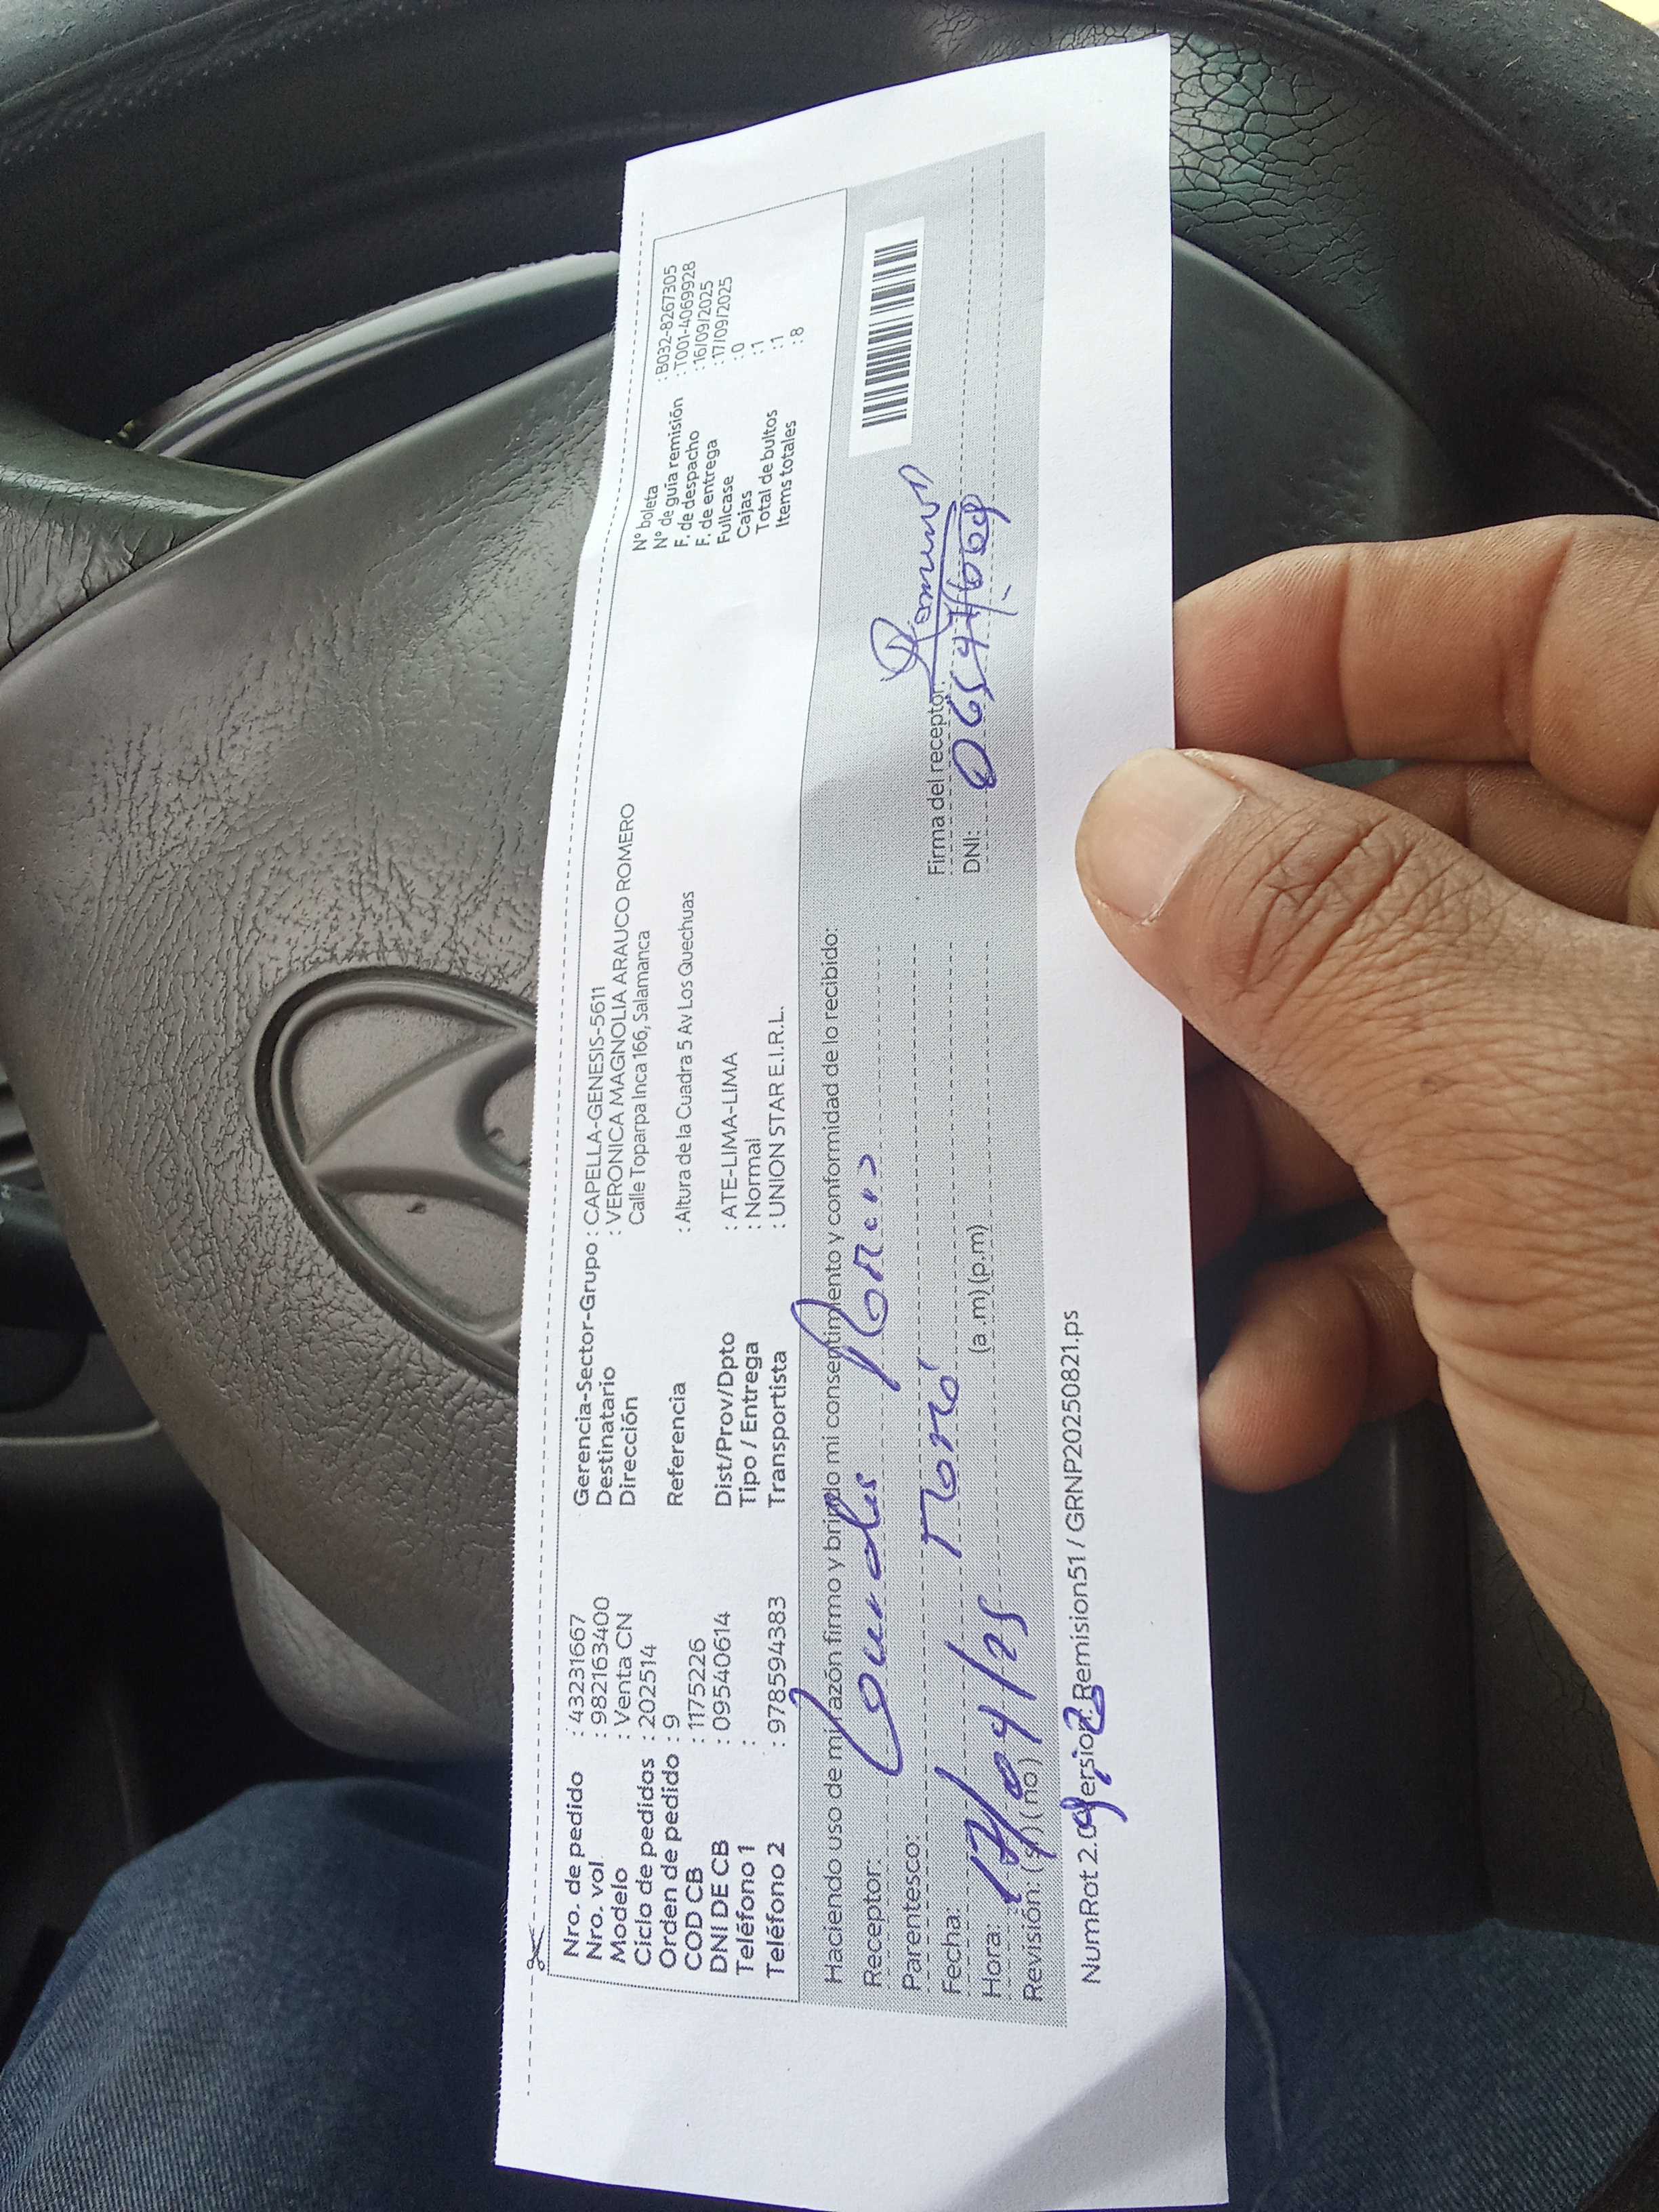 Nro. de pedido : 43231667
Nro. vol : 982163400
Modelo : Venta CN
Ciclo de pedidos : 202514
Orden de pedido : 9
COD CB : 1175226
DNI DE CB : 09540614
Teléfono 1 :
Teléfono 2 : 978594383
Gerencia-Sector-Grupo : CAPELLA-GENESIS-5611
Destinatario : VERONICA MAGNOLIA ARAUCO ROMERO
Dirección Calle Toparpa Inca 166, Salamanca
Referencia : Altura de la Cuadra 5 Av Los Quechuas
Dist/Prov/Dpto : ATE-LIMA-LIMA
Tipo / Entrega : Normal
Transportista : UNION STAR E.I.R.L.
N° boleta : B032-8267305
N° de guía remisión : T001-4069928
F. de despacho : 16/09/2025
F. de entrega : 17/09/2025
Fullcase : 0
Cajas : 1
Total de bultos : 1
Items totales : 8
Haciendo uso de mi razón firmo y brindo mi consentimiento y conformidad de lo recibido:
Receptor: Lourdes
Parentesco: Mamá
Fecha: 17/09/25
Hora: (a.m)(p.m)
Revisión: (si)(no)
Firma del receptor:
DNI:
NumRot 2.0 Version: Remision51 / GRNP20250821.ps